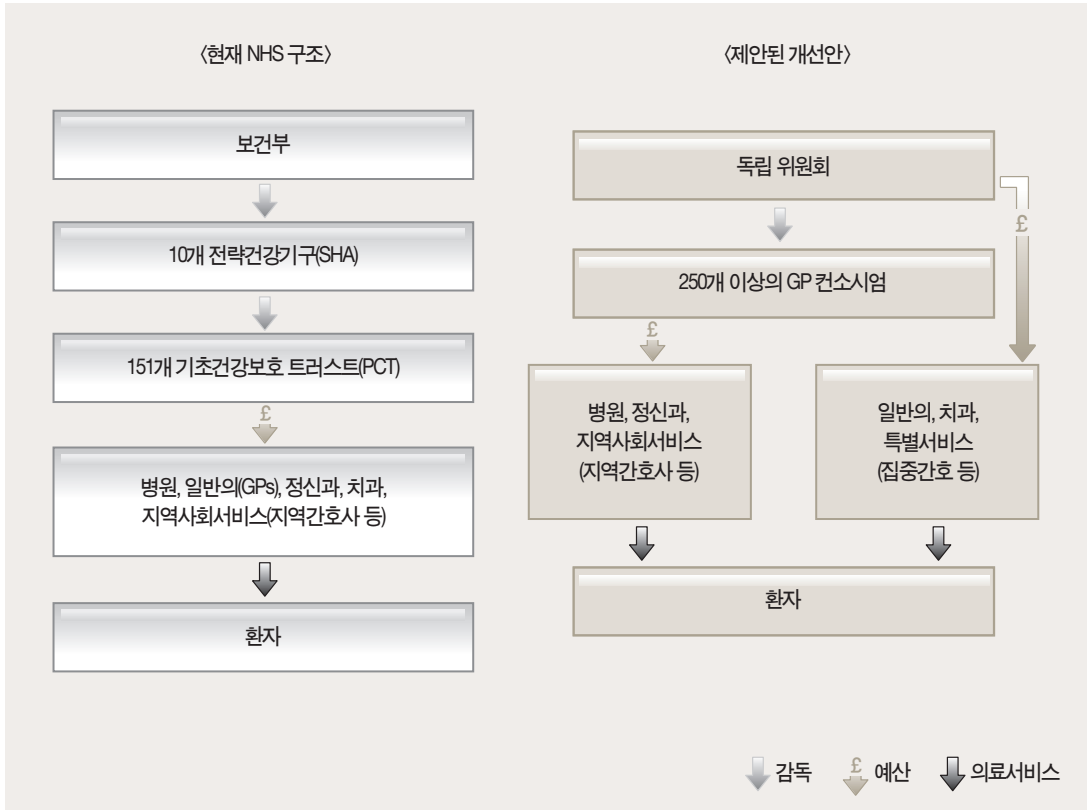 〈현재 NHS 구조〉
보건부
10개 전략건강기구(SHA)
151개 기초건강보호 트러스트(PCT)
£
병원, 일반의(GPs), 정신과, 치과,
지역사회서비스(지역간호사 등)
환자
〈제안된 개선안〉
독립 위원회
£
250개 이상의 GP 컨소시엄
£
병원, 정신과,
지역사회서비스
(지역간호사 등)
일반의, 치과,
특별서비스
(집중간호 등)
환자
감독
£ 예산
의료서비스